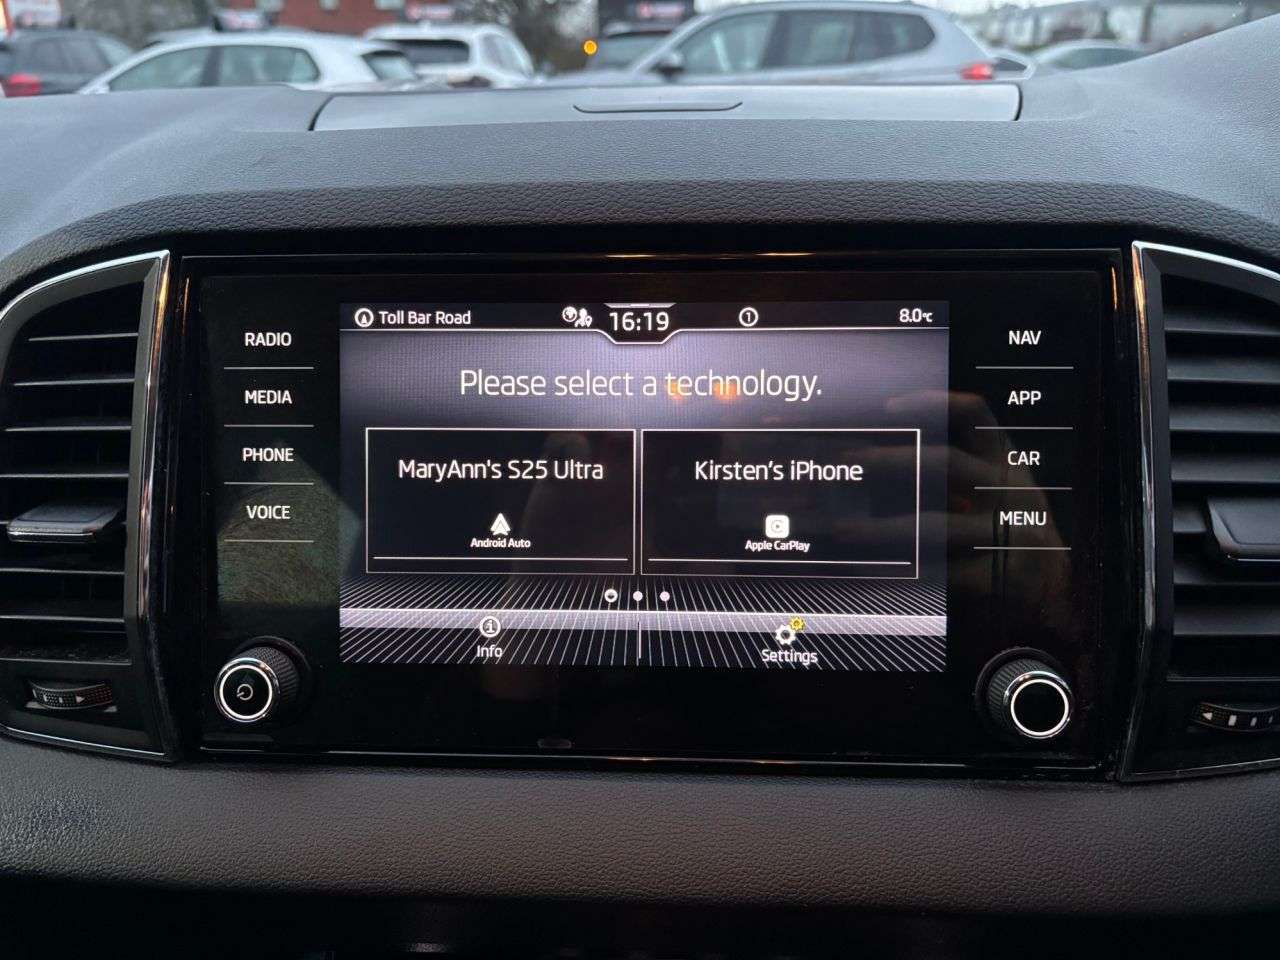 Toll Bar Road
16:19
1
8.0°C
Please select a technology.
MaryAnn's S25 Ultra
Android Auto
Kirsten's iPhone
Apple CarPlay
Info
Settings
RADIO
MEDIA
PHONE
VOICE
NAV
APP
CAR
MENU